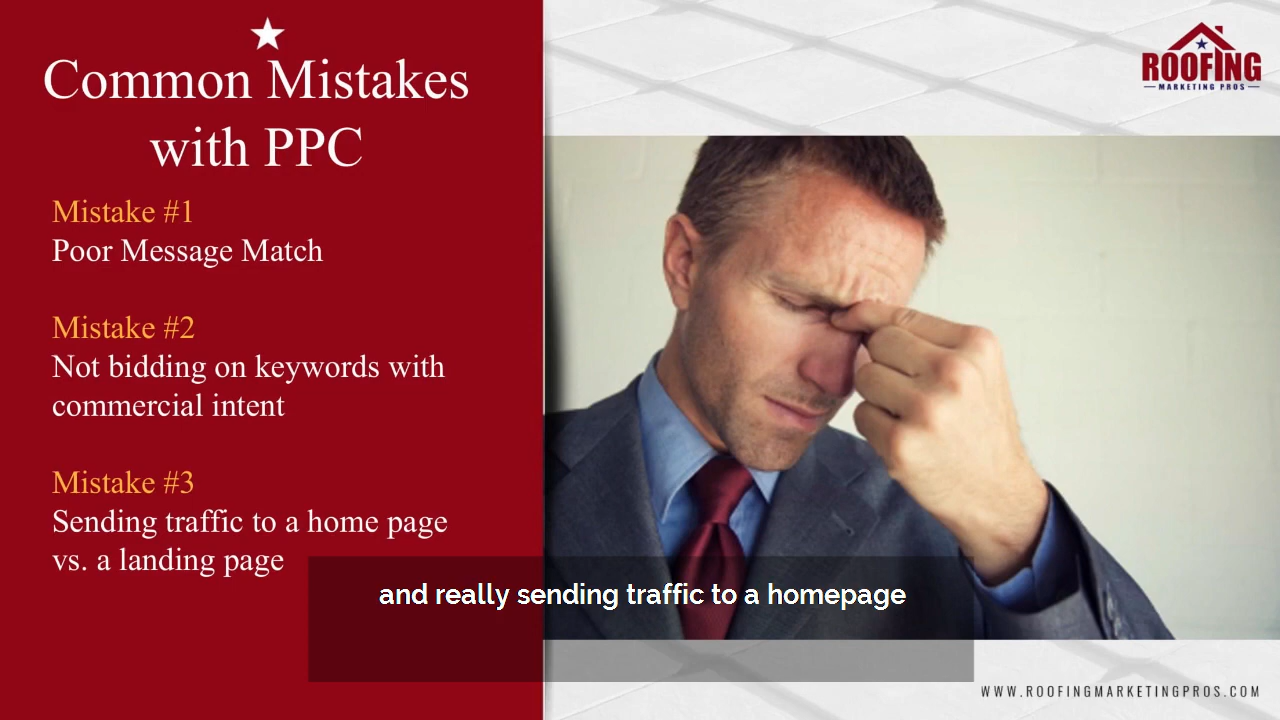 Common Mistakes
with PPC
Mistake #1
Poor Message Match
Mistake #2
Not bidding on keywords with
commercial intent
Mistake #3
Sending traffic to a home page
vs. a landing page
ROOFING
MARKETING PROS
and really sending traffic to a homepage
WWW.ROOFINGMARKETINGPROS.COM